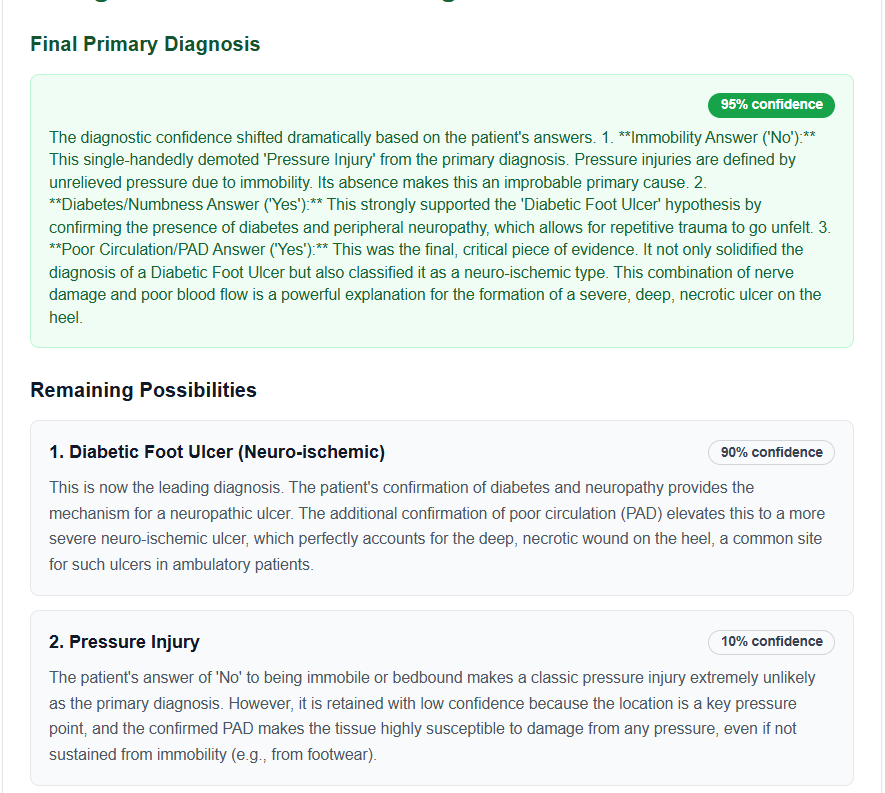 Final Primary Diagnosis
95% confidence
The diagnostic confidence shifted dramatically based on the patient's answers. 1. **Immobility Answer ('No'):**
This single-handedly demoted 'Pressure Injury' from the primary diagnosis. Pressure injuries are defined by
unrelieved pressure due to immobility. Its absence makes this an improbable primary cause. 2.
**Diabetes/Numbness Answer ('Yes'):** This strongly supported the 'Diabetic Foot Ulcer' hypothesis by
confirming the presence of diabetes and peripheral neuropathy, which allows for repetitive trauma to go unfelt. 3.
**Poor Circulation/PAD Answer ('Yes'):** This was the final, critical piece of evidence. It not only solidified the
diagnosis of a Diabetic Foot Ulcer but also classified it as a neuro-ischemic type. This combination of nerve
damage and poor blood flow is a powerful explanation for the formation of a severe, deep, necrotic ulcer on the
heel.
Remaining Possibilities
1. Diabetic Foot Ulcer (Neuro-ischemic)
90% confidence
This is now the leading diagnosis. The patient's confirmation of diabetes and neuropathy provides the
mechanism for a neuropathic ulcer. The additional confirmation of poor circulation (PAD) elevates this to a more
severe neuro-ischemic ulcer, which perfectly accounts for the deep, necrotic wound on the heel, a common site
for such ulcers in ambulatory patients.
2. Pressure Injury
10% confidence
The patient's answer of 'No' to being immobile or bedbound makes a classic pressure injury extremely unlikely
as the primary diagnosis. However, it is retained with low confidence because the location is a key pressure
point, and the confirmed PAD makes the tissue highly susceptible to damage from any pressure, even if not
sustained from immobility (e.g., from footwear).